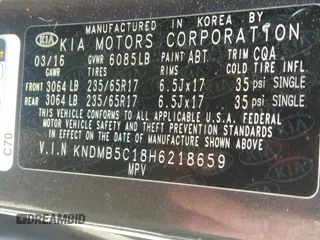 MANUFACTURED IN KOREA BY
KIA KIA MOTORS CORPORATION
03/16 GVWR 6085LB PAINT ABT TRIM CQA
GAWR TIRES RIMS COLD TIRE INFL
FRONT 3064 LB 235/65R17 6.5Jx17 35 psi SINGLE
REAR 3064 LB 235/65R17 6.5Jx17 35 psi SINGLE
THIS VEHICLE CONFORMS TO ALL APPLICABLE FEDERAL
MOTOR VEHICLE SAFETY AND THEFT PREVENTION STANDARDS
IN EFFECT ON THE DATE OF MANUFACTURE SHOWN ABOVE.
V.I.N KNDMB5C18H6218659
MPV
C70
DIRABIMID